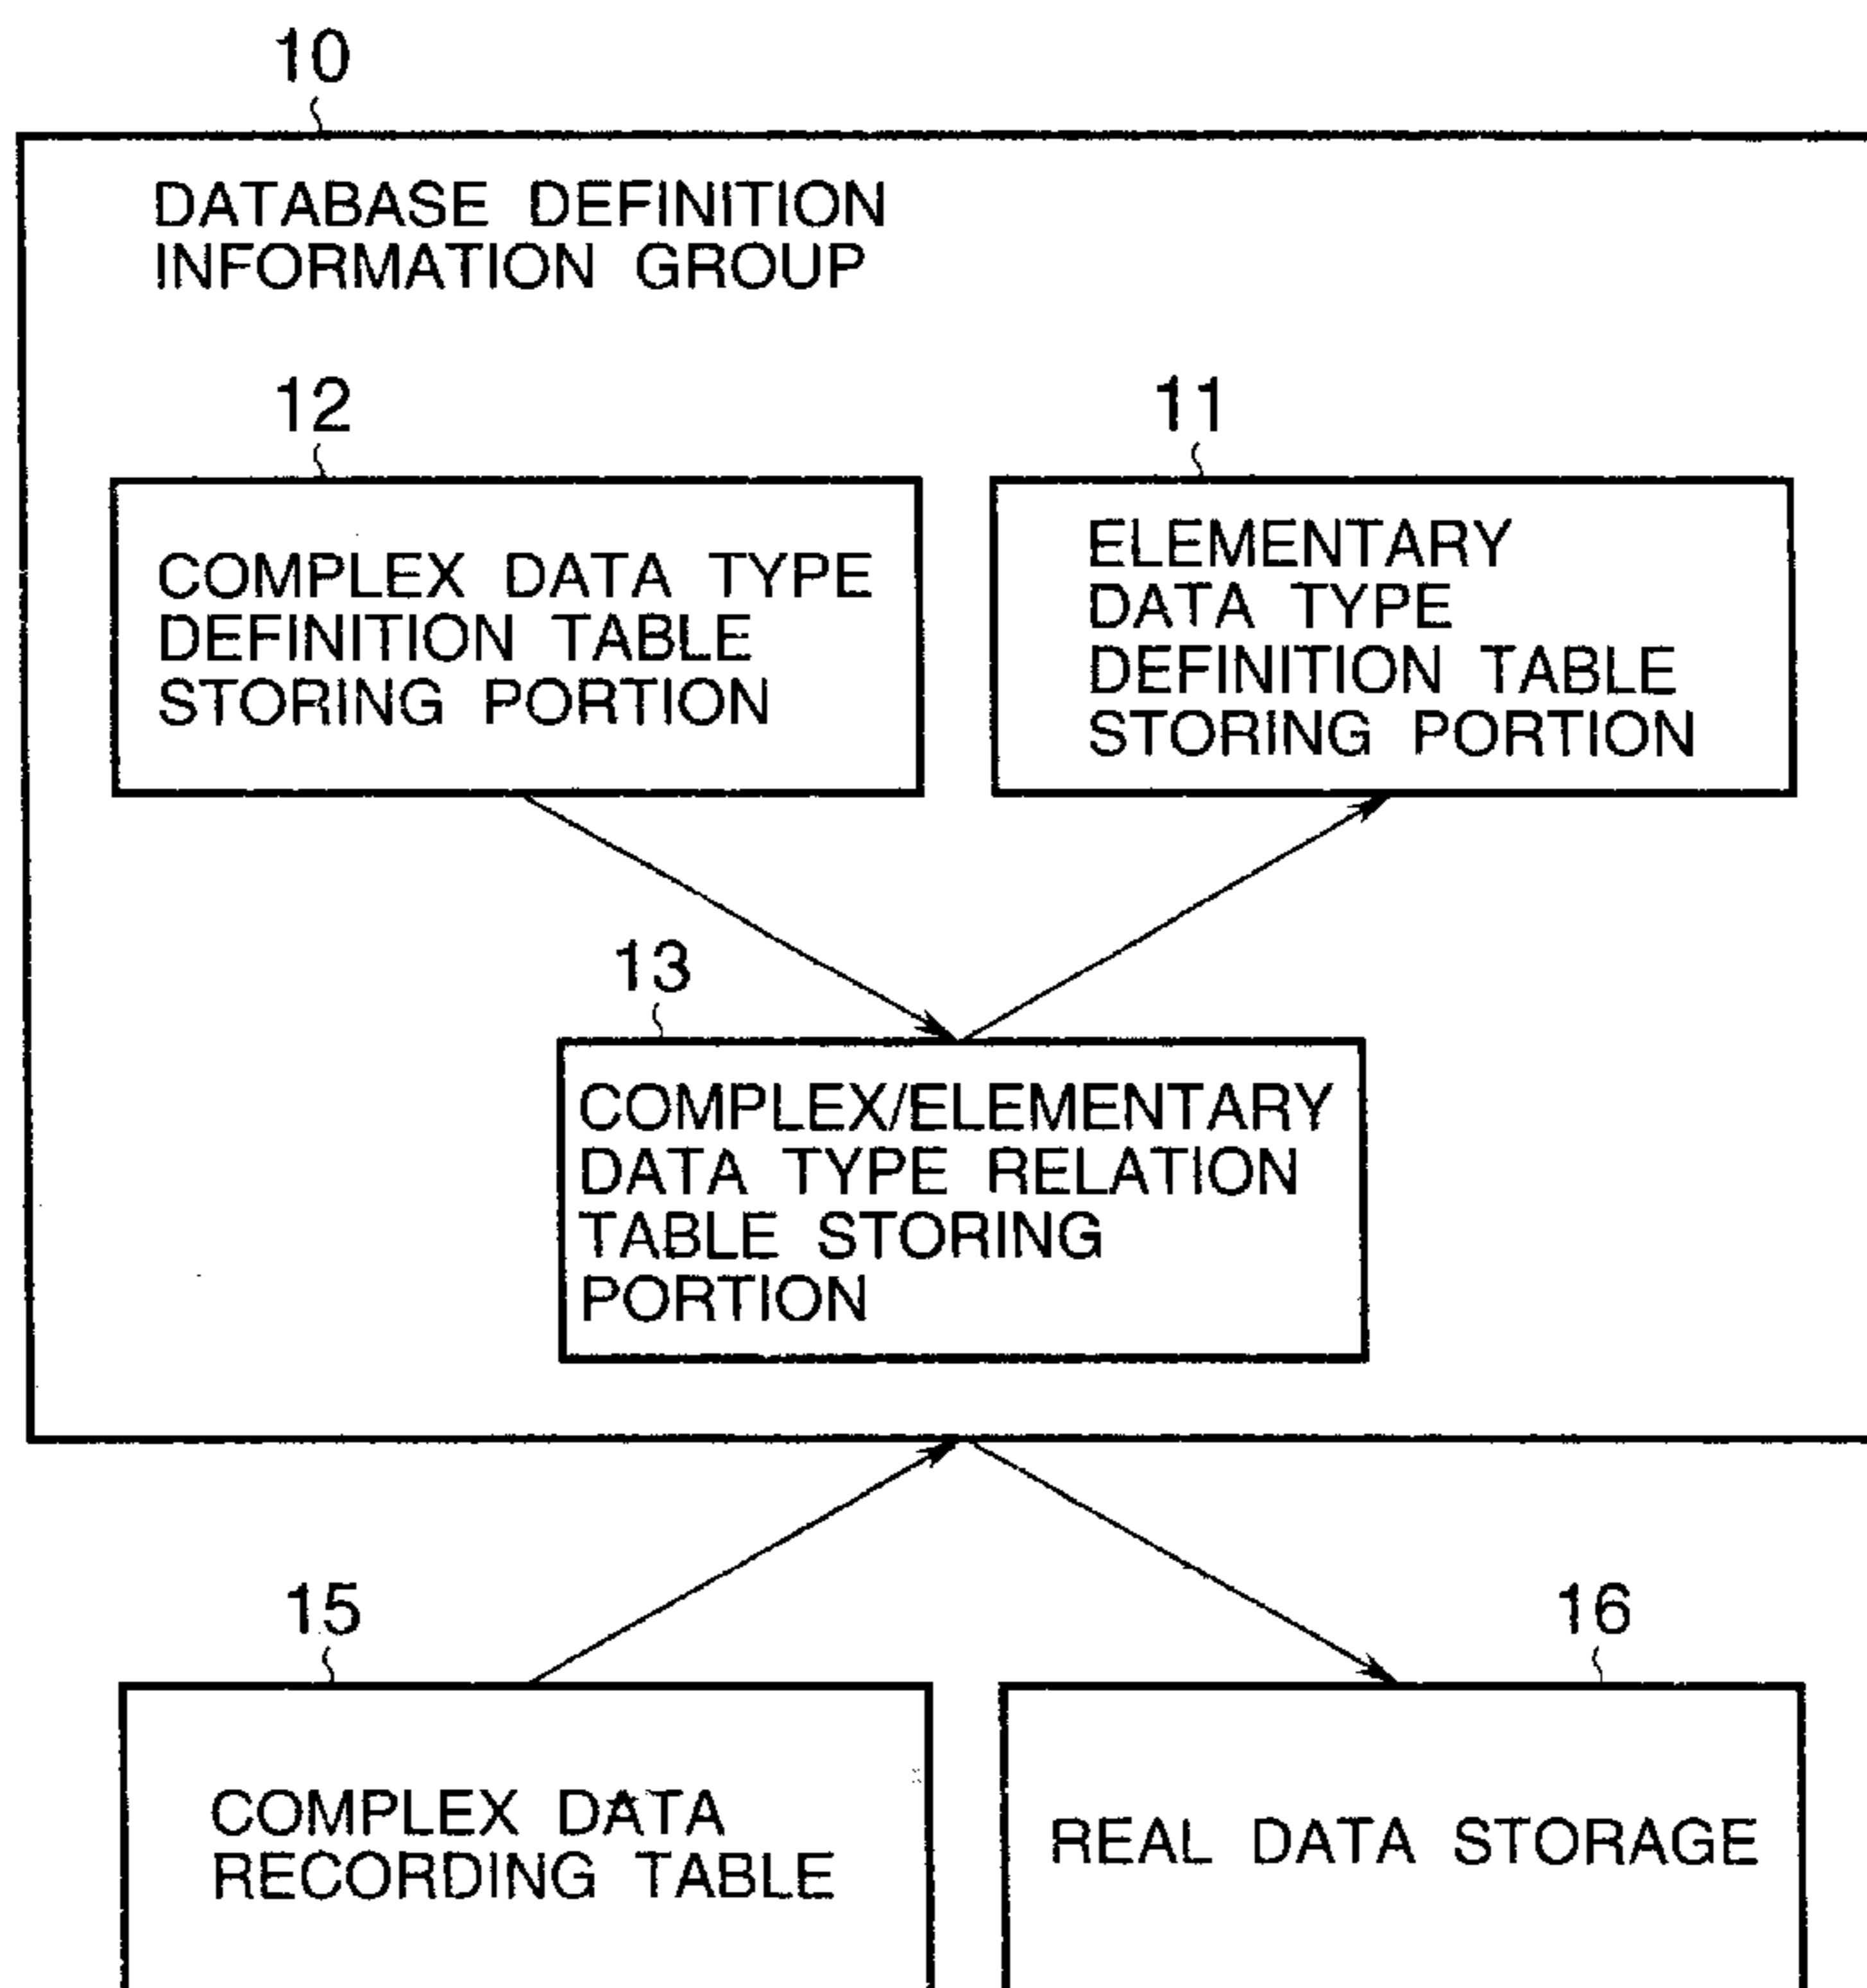 10
DATABASE DEFINITION
INFORMATION GROUP
12
11
COMPLEX DATA TYPE
DEFINITION TABLE
STORING PORTION
ELEMENTARY
DATA TYPE
DEFINITION TABLE
STORING PORTION
13
COMPLEX/ELEMENTARY
DATA TYPE RELATION
TABLE STORING
PORTION
15
16
COMPLEX DATA
RECORDING TABLE
REAL DATA STORAGE